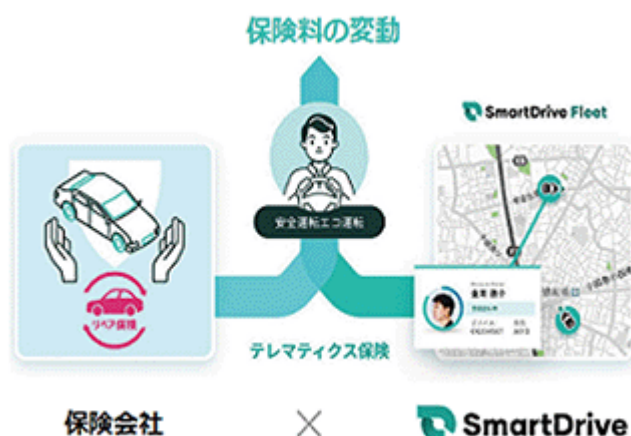 保険料の変動
SmartDrive Fleet
安全運転エコ運転
リペア保険
テレマティクス保険
保険会社
×
SmartDrive